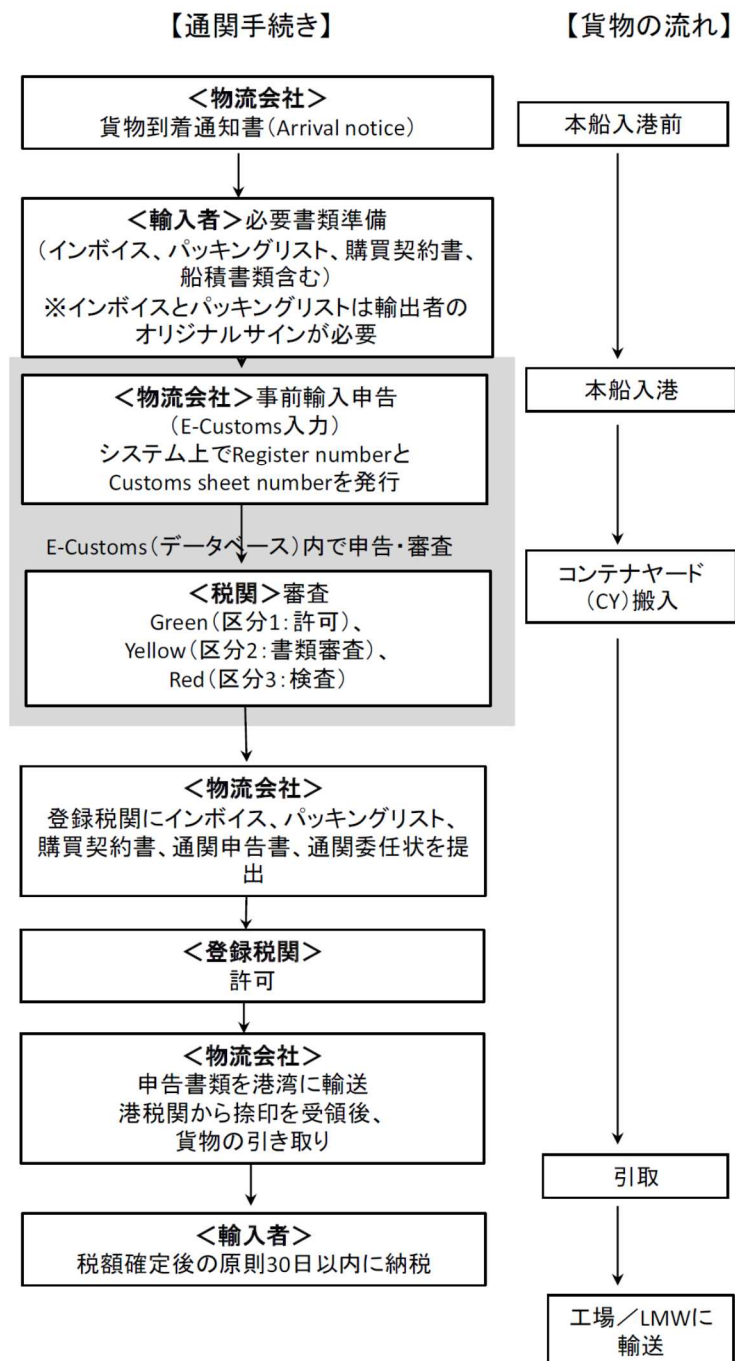 【通関手続き】
＜物流会社＞
貨物到着通知書（Arrival notice）
＜輸入者＞必要書類準備
（インボイス、パッキングリスト、購買契約書、
船積書類含む）
※インボイスとパッキングリストは輸出者の
オリジナルサインが必要
＜物流会社＞事前輸入申告
（E-Customs入力）
システム上でRegister numberと
Customs sheet numberを発行
E-Customs（データベース）内で申告・審査
＜税関＞審査
Green（区分1：許可）、
Yellow（区分2：書類審査）、
Red（区分3：検査）
＜物流会社＞
登録税関にインボイス、パッキングリスト、
購買契約書、通関申告書、通関委任状を提
出
＜登録税関＞
許可
＜物流会社＞
申告書類を港湾に輸送
港税関から捺印を受領後、
貨物の引き取り
＜輸入者＞
税額確定後の原則30日以内に納税
【貨物の流れ】
本船入港前
本船入港
コンテナヤード
（CY）搬入
引取
工場／LMWに
輸送